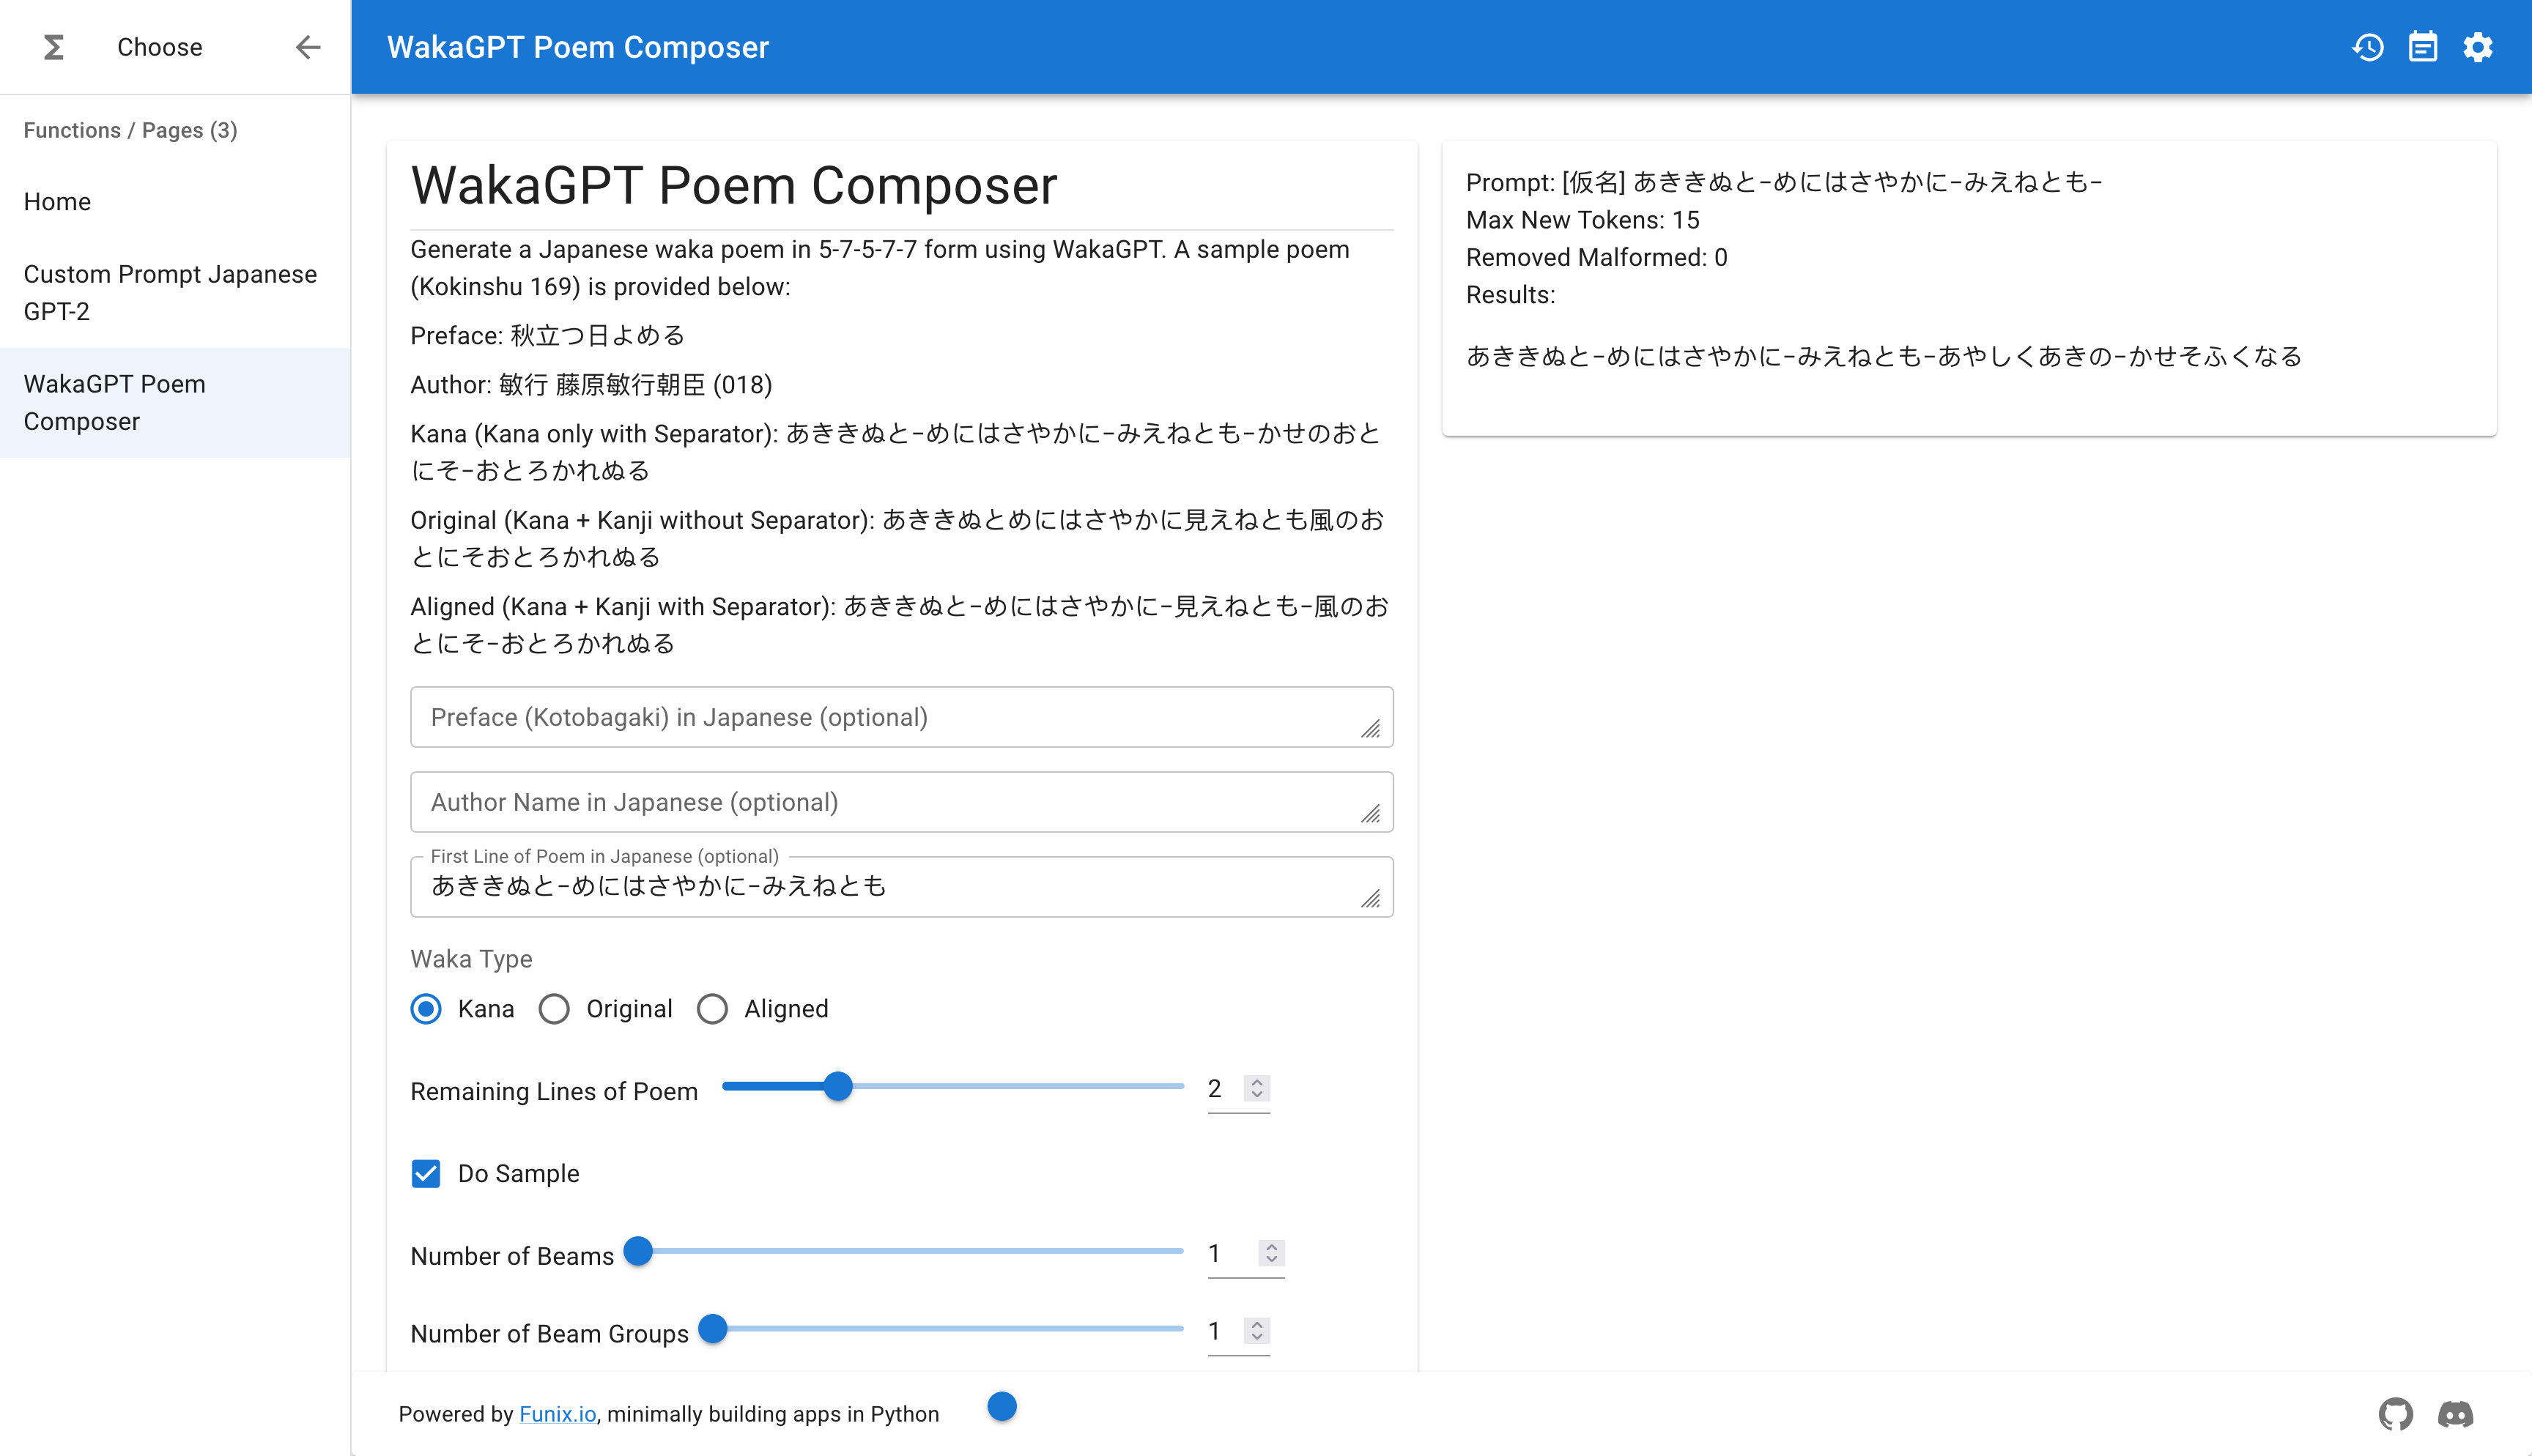 Choose
WakaGPT Poem Composer
Functions / Pages (3)
Home
Custom Prompt Japanese
GPT-2
WakaGPT Poem
Composer
WakaGPT Poem Composer
Generate a Japanese waka poem in 5-7-5-7-7 form using WakaGPT. A sample poem
(Kokinshu 169) is provided below:
Preface: 秋立つ日よめる
Author: 敏行 藤原敏行朝臣 (018)
Kana (Kana only with Separator): あききぬと-めにはさやかに-みえねとも-かせのおと
にそ-おとろかれぬる
Original (Kana + Kanji without Separator): あききぬとめにはさやかに見えねとも風のお
とにそおとろかれぬる
Aligned (Kana + Kanji with Separator): あききぬと-めにはさやかに-見えねとも-風のお
とにそ-おとろかれぬる
Preface (Kotobagaki) in Japanese (optional)
Author Name in Japanese (optional)
First Line of Poem in Japanese (optional)
あききぬと-めにはさやかに-みえねとも
Waka Type
Kana Original Aligned
Remaining Lines of Poem 2
Do Sample
Number of Beams 1
Number of Beam Groups 1
Prompt: [仮名] あききぬと-めにはさやかに-みえねとも-
Max New Tokens: 15
Removed Malformed: 0
Results:
あききぬと-めにはさやかに-みえねとも-あやしくあきの-かせそふくなる
Powered by Funix.io, minimally building apps in Python